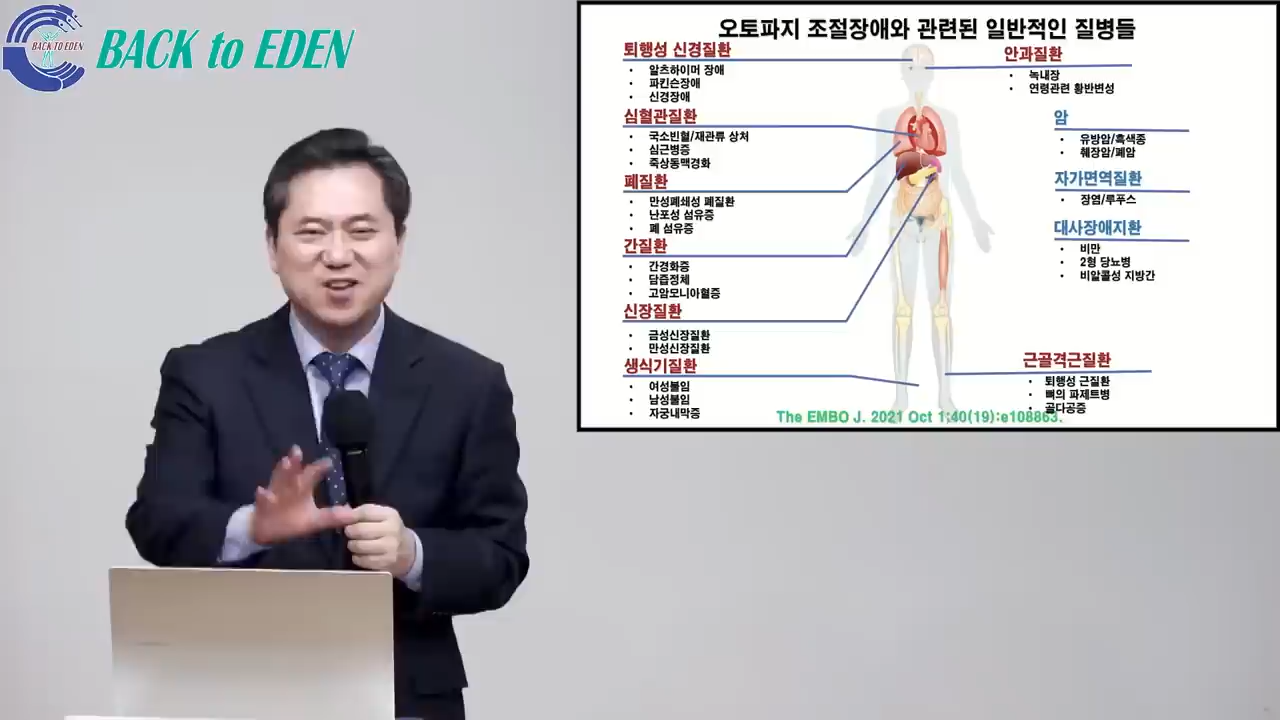 BACK TO EDEN
BACK to EDEN
오토파지 조절장애와 관련된 일반적인 질병들
퇴행성 신경질환
• 알츠하이머 장애
• 파킨슨장애
• 신경장애
심혈관질환
• 국소빈혈/재관류 상처
• 심근병증
• 죽상동맥경화
폐질환
• 만성폐쇄성 폐질환
• 난포성 섬유증
• 폐 섬유증
간질환
• 간경화증
• 담즙정체
• 고암모니아혈증
신장질환
• 급성신장질환
• 만성신장질환
생식기질환
• 여성불임
• 남성불임
• 자궁내막증
안과질환
• 녹내장
• 연령관련 황반변성
암
• 유방암/흑색종
• 췌장암/폐암
자가면역질환
• 장염/루푸스
대사장애지환
• 비만
• 2형 당뇨병
• 비알콜성 지방간
근골격근질환
• 퇴행성 근질환
• 뼈의 파제트병
• 골다공증
The EMBO J. 2021 Oct 1:40(19):e108863.